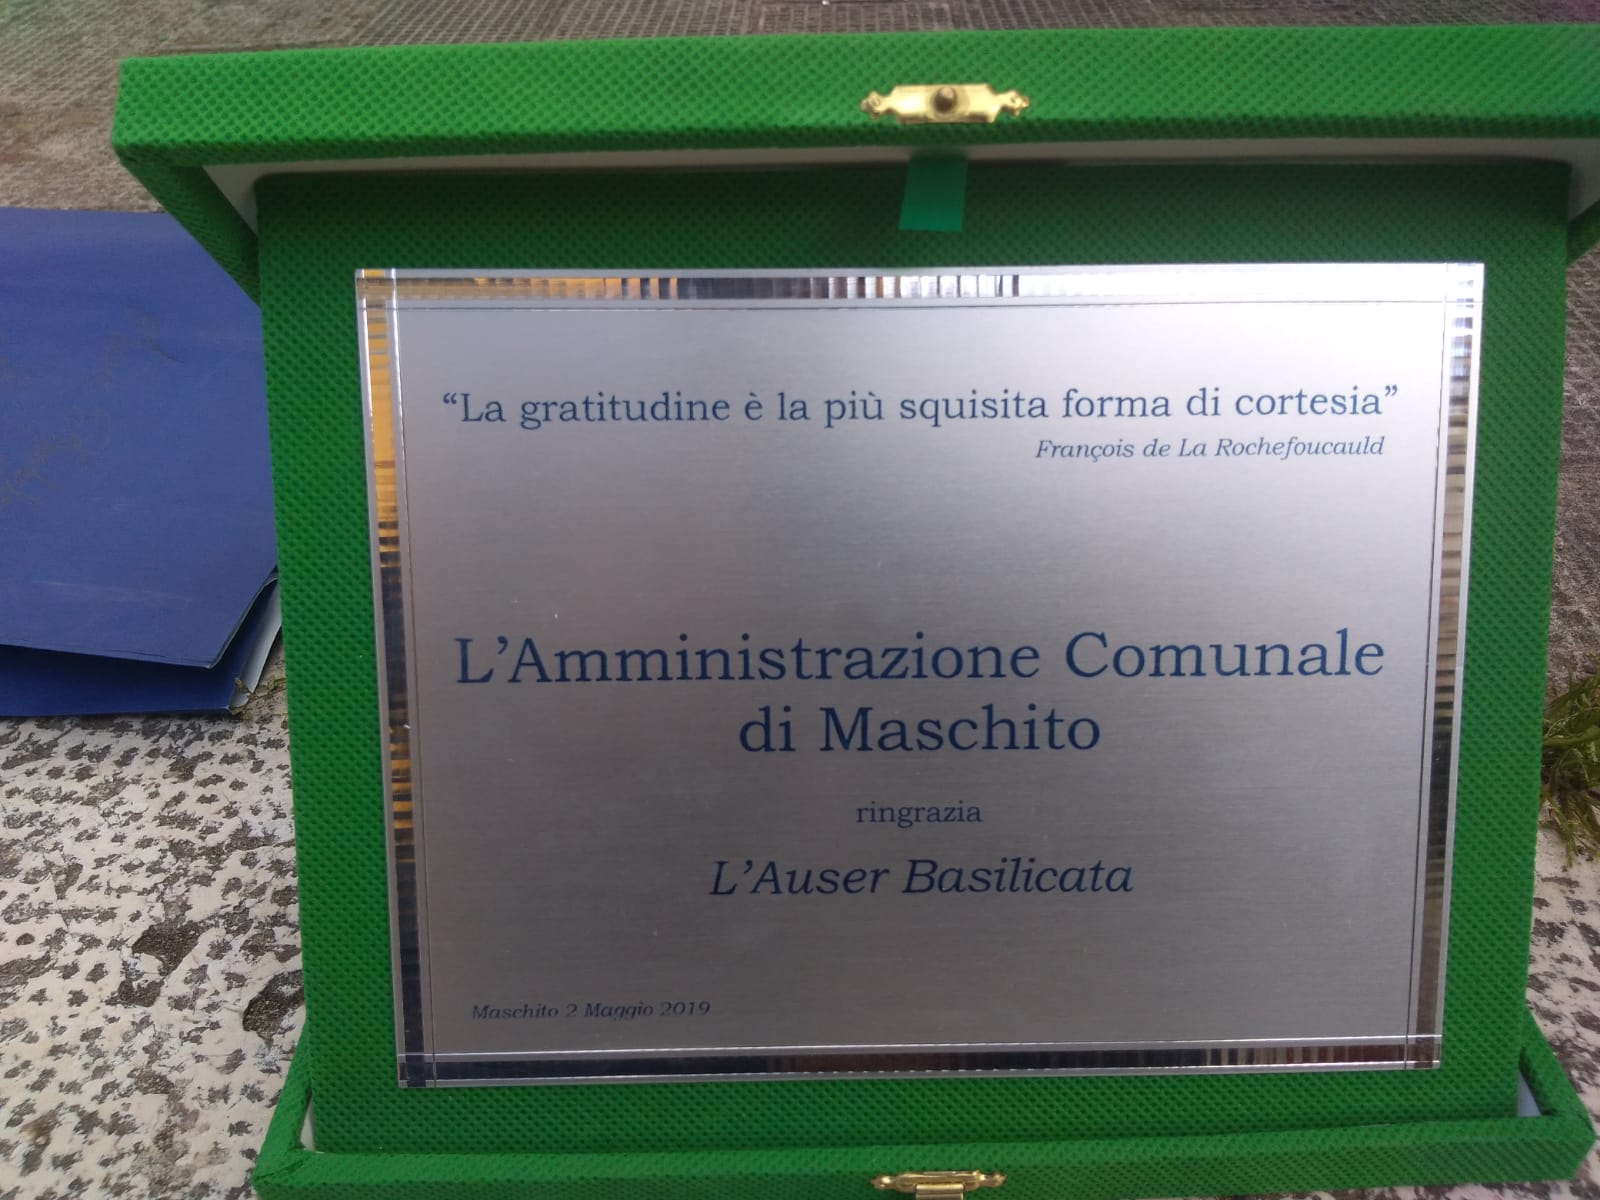 “La gratitudine è la più squisita forma di cortesia”
François de La Rochefoucauld
L’Amministrazione Comunale
di Maschito
ringrazia
L’Auser Basilicata
Maschito 2 Maggio 2019